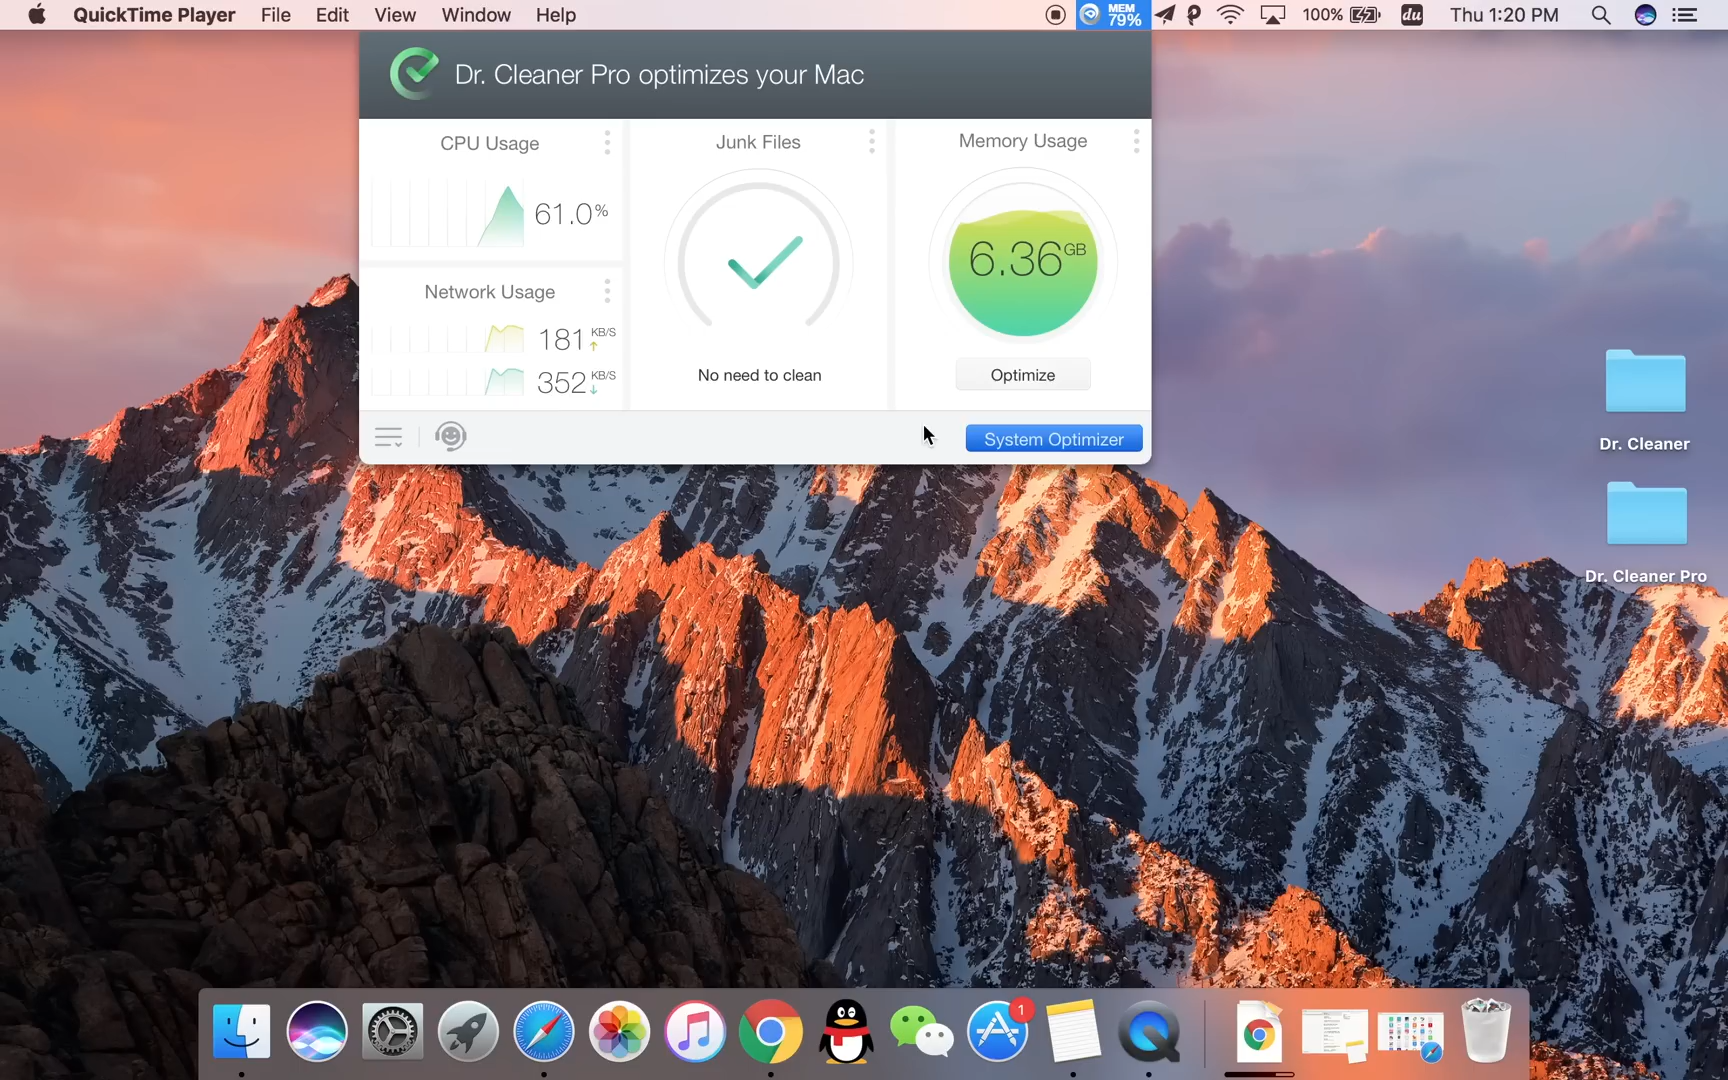 QuickTime Player File Edit View Window Help MEM 79% 100% du Thu 1:20 PM
Dr. Cleaner Pro optimizes your Mac
CPU Usage
61.0%
Network Usage
181 KB/S
352 KB/S
Junk Files
No need to clean
Memory Usage
6.36GB
Optimize
System Optimizer
Dr. Cleaner
Dr. Cleaner Pro
1